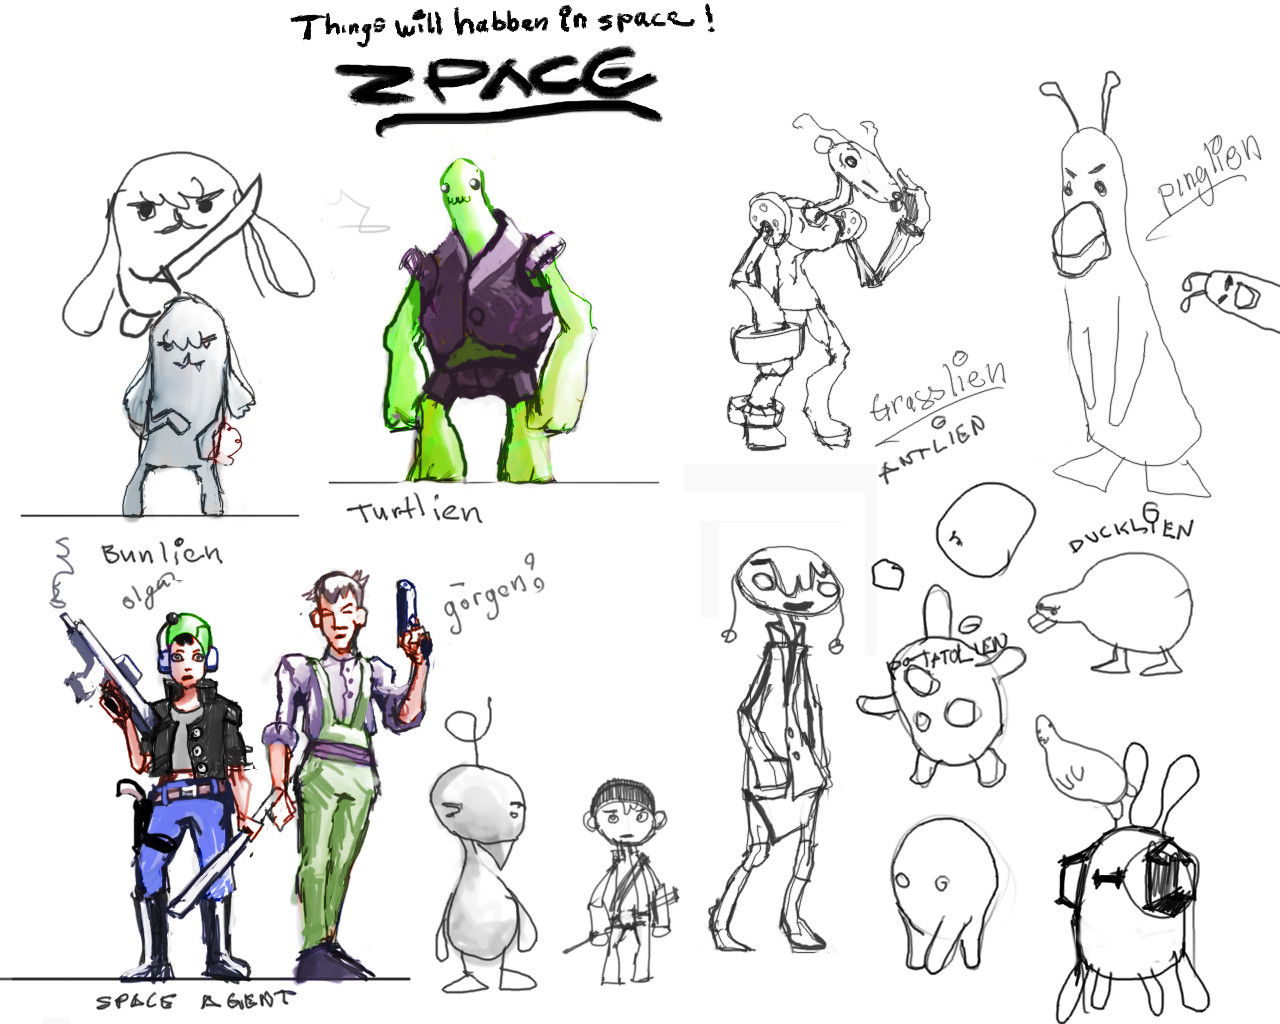 Things will habben in space!
ZPACE
Pinglien
Grasslien
ANTLIEN
Turtlien
DUCKLIEN
Bunlien
olga
görgen
POTATOLIEN
SPACE AGENT